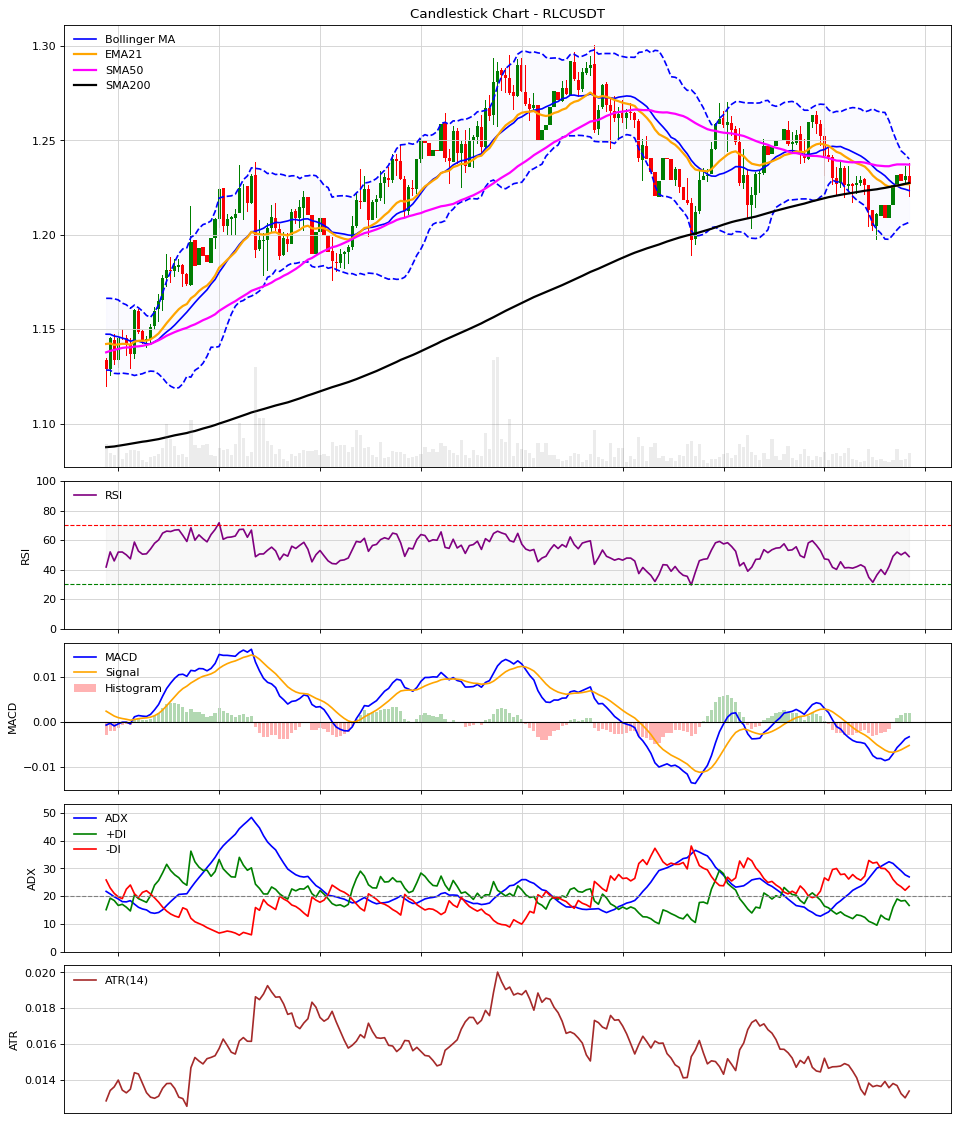 Candlestick Chart - RLCUSDT
Bollinger MA
EMA21
SMA50
SMA200
1.30
1.25
1.20
1.15
1.10
RSI
RSI
100
80
60
40
20
0
MACD
Signal
Histogram
MACD
0.01
0.00
−0.01
ADX
+DI
-DI
ADX
50
40
30
20
10
0
ATR(14)
ATR
0.020
0.018
0.016
0.014